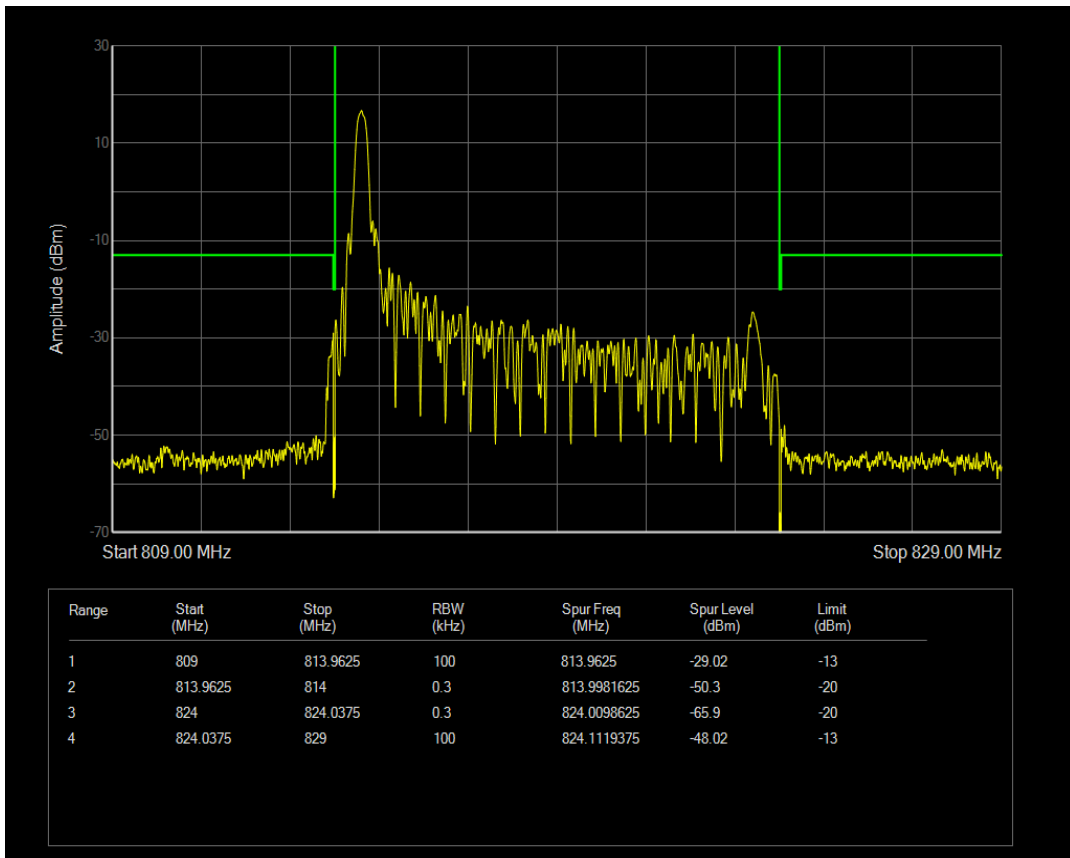 30
10
-10
-30
-50
-70
Amplitude (dBm)
Start 809.00 MHz Stop 829.00 MHz
Range Start (MHz) Stop (MHz) RBW (kHz) Spur Freq (MHz) Spur Level (dBm) Limit (dBm)
1 809 813.9625 100 813.9625 -29.02 -13
2 813.9625 814 0.3 813.9981625 -50.3 -20
3 824 824.0375 0.3 824.0098625 -65.9 -20
4 824.0375 829 100 824.1119375 -48.02 -13